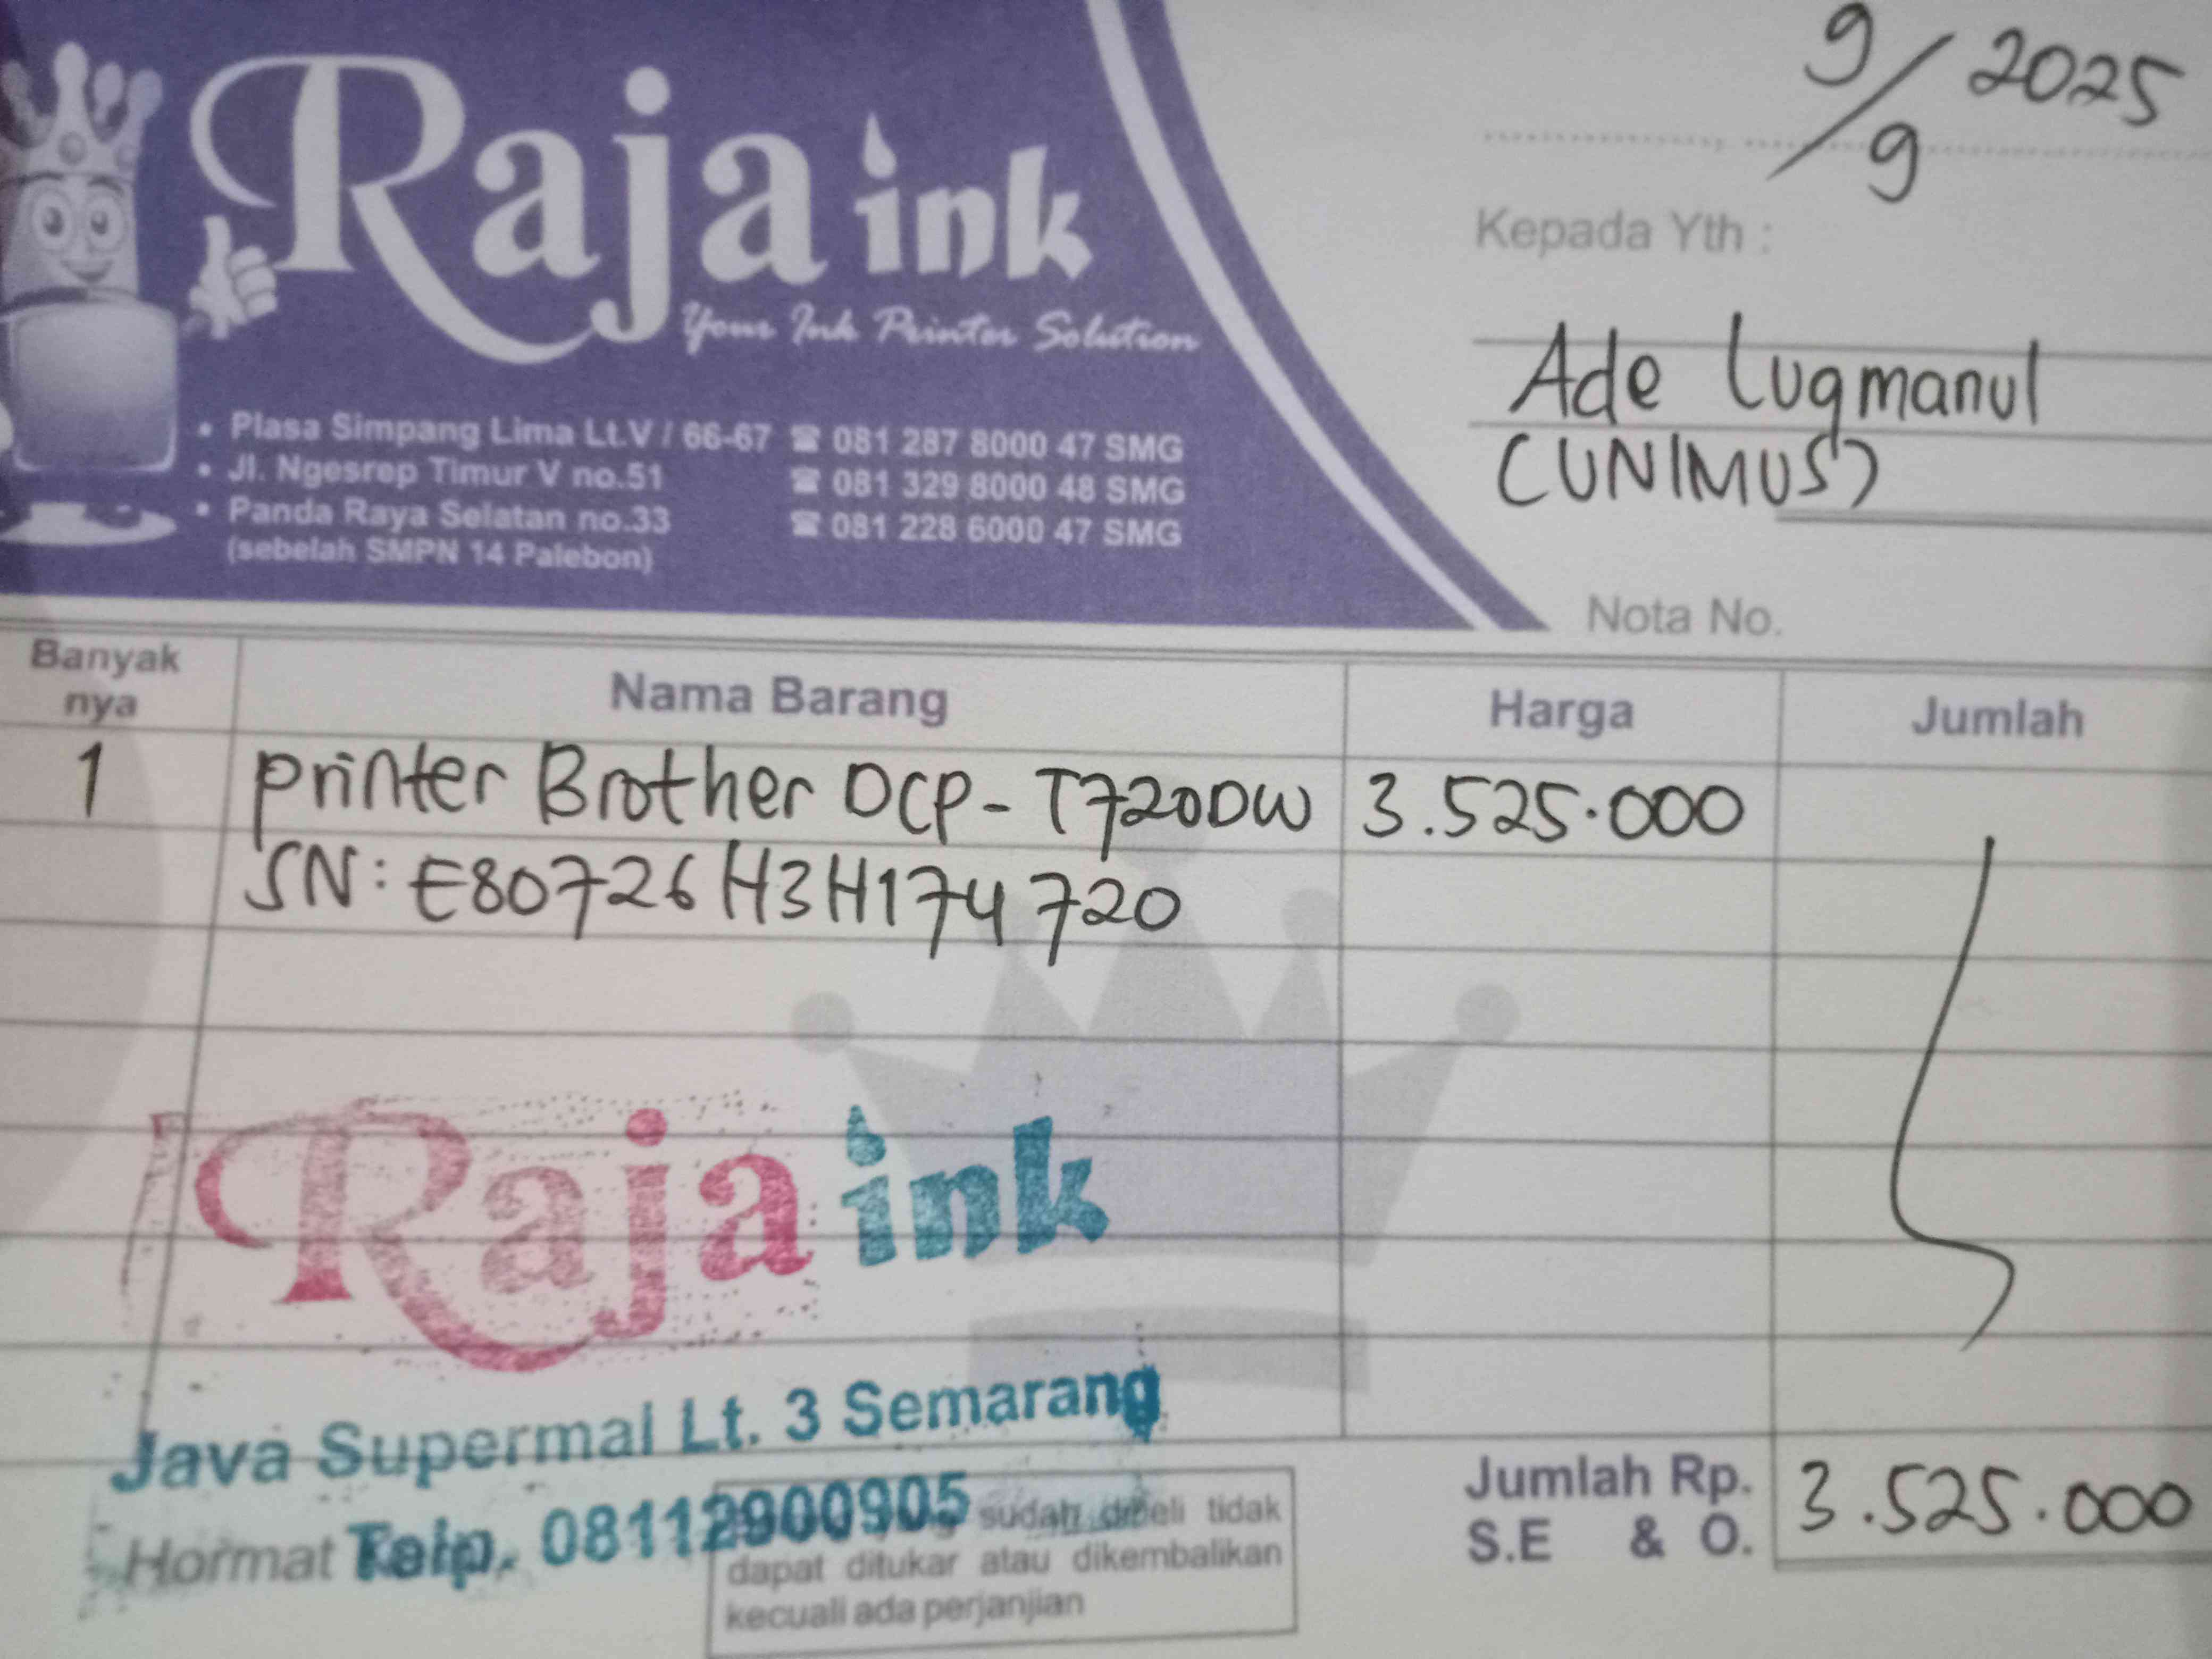 Raja ink
Your Ink Printer Solution
• Plasa Simpang Lima Lt.V / 66-67 ☎ 081 287 8000 47 SMG
• Jl. Ngesrep Timur V no.51 ☎ 081 329 8000 48 SMG
• Panda Raya Selatan no.33 ☎ 081 228 6000 47 SMG
(sebelah SMPN 14 Palebon)
9/9 2025
Kepada Yth :
Ade Luqmanul
(UNIMUS)
Nota No.
Banyak nya Nama Barang Harga Jumlah
1 Printer Brother DCP-T720DW 3.525.000
SN: E80726H3H174720
Raja ink
Java Supermal Lt. 3 Semarang
Telp. 08112900905
Hormat
sudah dibeli tidak
dapat ditukar atau dikembalikan
kecuali ada perjanjian
Jumlah Rp. 3.525.000
S.E & O.